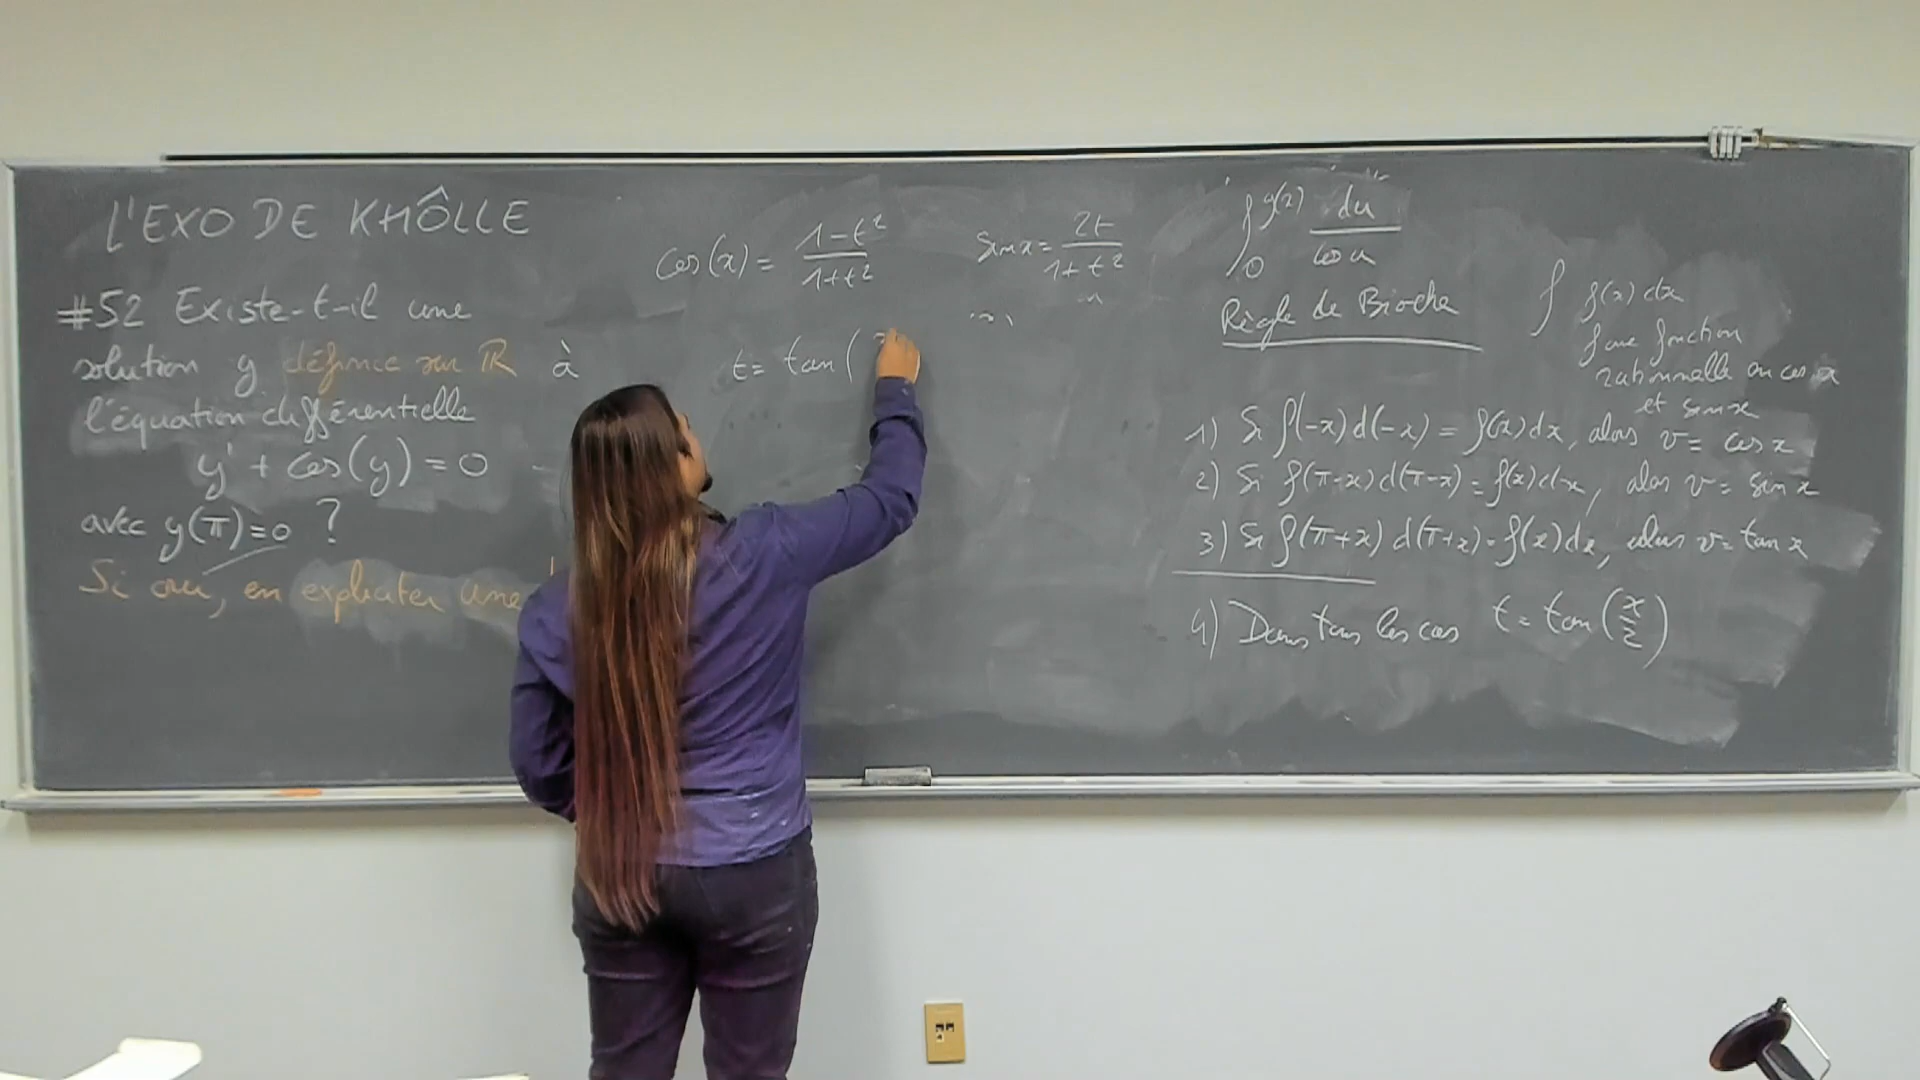 L'EXO DE KHÔLLE
#52 Existe-t-il une
solution y définie sur ℝ à
l'équation différentielle
y' + cos(y) = 0
avec y(π)=0 ?
Si oui, en expliciter une
cos(x) = (1-t²)/(1+t²)
sin x = 2t/(1+t²)
t = tan(
∫₀^{y(x)} du/cos u
Règle de Bioche
∫ f(x) dx
f une fonction
rationnelle en cos x
et sin x
1) Si f(-x)d(-x) = f(x)dx, alors v = cos x
2) Si f(π-x)d(π-x) = f(x)dx, alors v = sin x
3) Si f(π+x) d(π+x) = f(x)dx, alors v = tan x
4) Dans tous les cas t = tan(x/2)